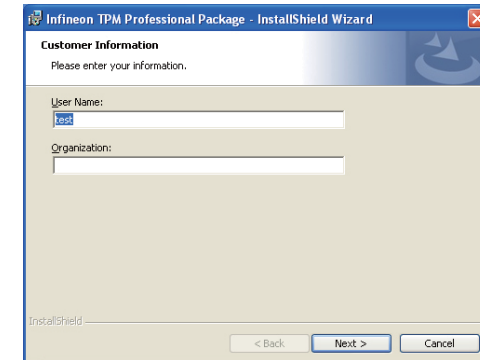 Infineon TPM Professional Package - InstallShield Wizard
Customer Information
Please enter your information.
User Name:
test
Organization:
InstallShield
< Back Next > Cancel